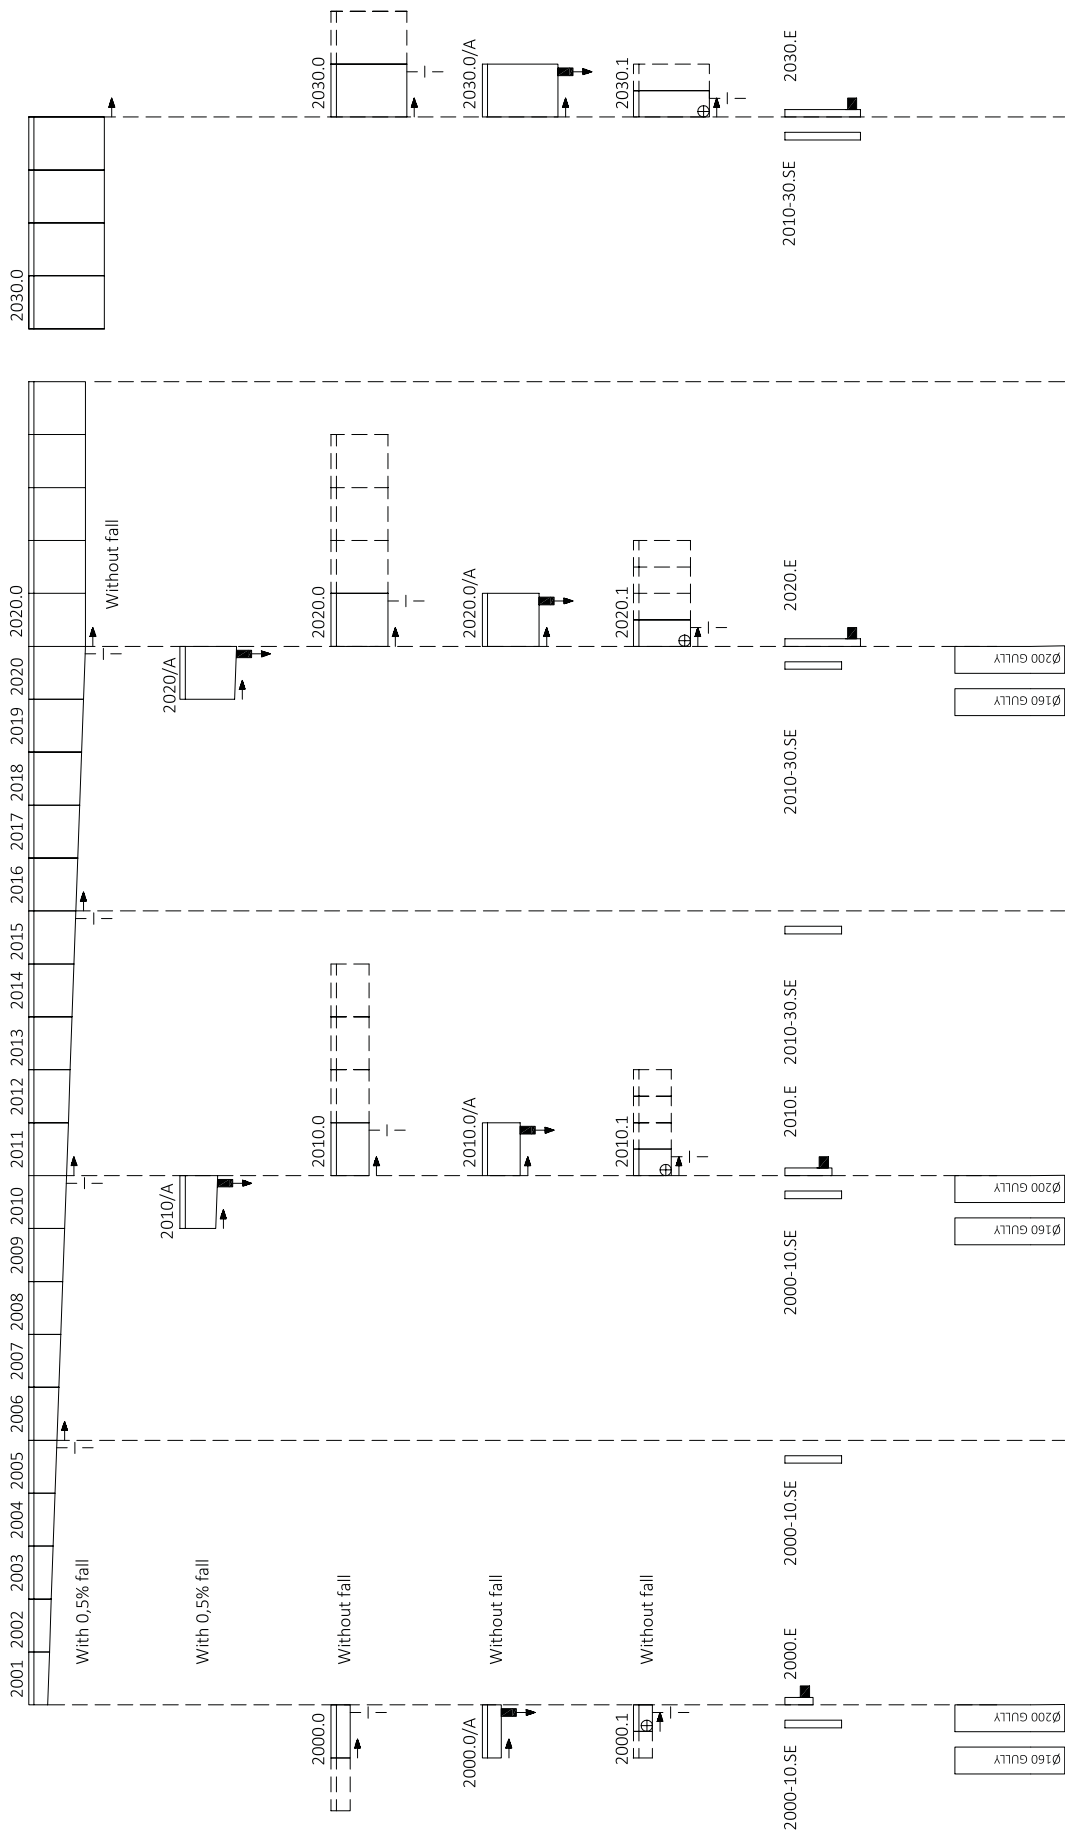 2001 2002 2003 2004 2005 2006 2007 2008 2009 2010 2011 2012 2013 2014 2015 2016 2017 2018 2019 2020 2020.0 2030.0
With 0,5% fall
Without fall
With 0,5% fall
2010/A
2020/A
2000.0
Without fall
2010.0
2020.0
2030.0
2000.0/A
Without fall
2010.0/A
2020.0/A
2030.0/A
2000.1
Without fall
2010.1
2020.1
2030.1
2000-10.SE
2000.E
2000-10.SE
2000-10.SE
2010.E
2010-30.SE
2010-30.SE
2020.E
2010-30.SE
2030.E
Ø160 GULLY
Ø200 GULLY
Ø160 GULLY
Ø200 GULLY
Ø160 GULLY
Ø200 GULLY